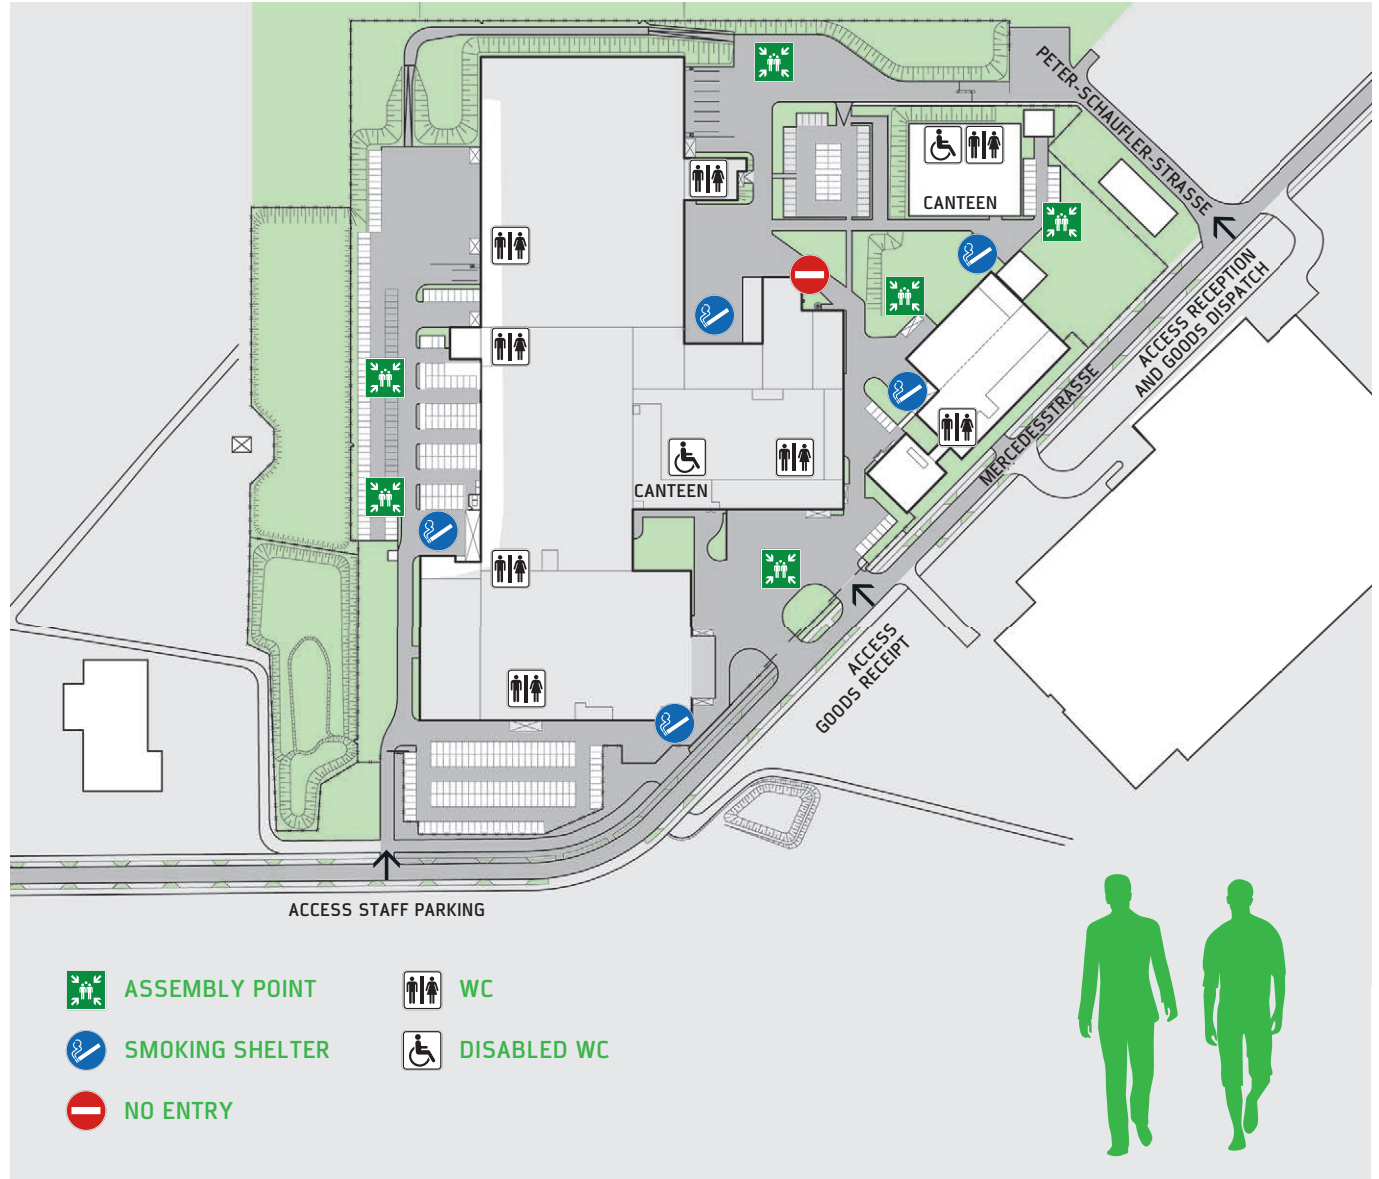 PETER-SCHAUFLER-STRASSE
CANTEEN
ACCESS RECEPTION
AND GOODS DISPATCH
MERCEDESSTRASSE
CANTEEN
ACCESS
GOODS RECEIPT
ACCESS STAFF PARKING
ASSEMBLY POINT
WC
SMOKING SHELTER
DISABLED WC
NO ENTRY